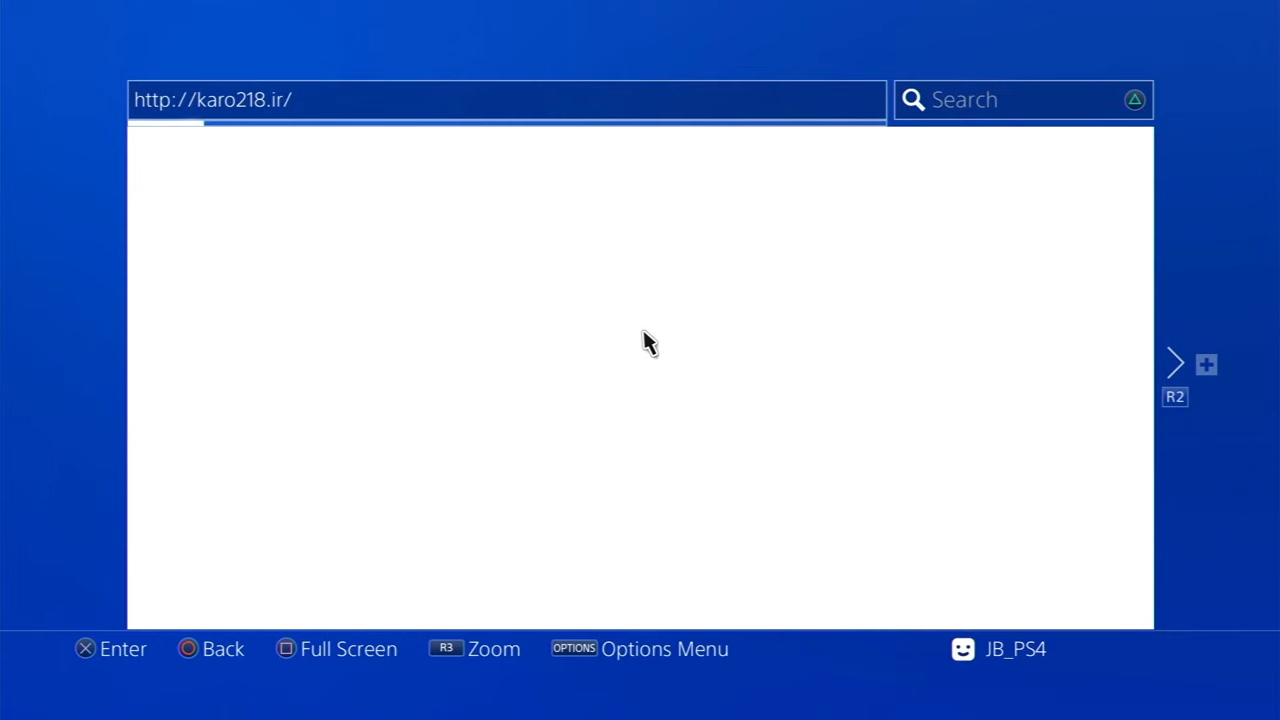 http://karo218.ir/
Search
R2
Enter
Back
Full Screen
R3 Zoom
OPTIONS Options Menu
JB_PS4